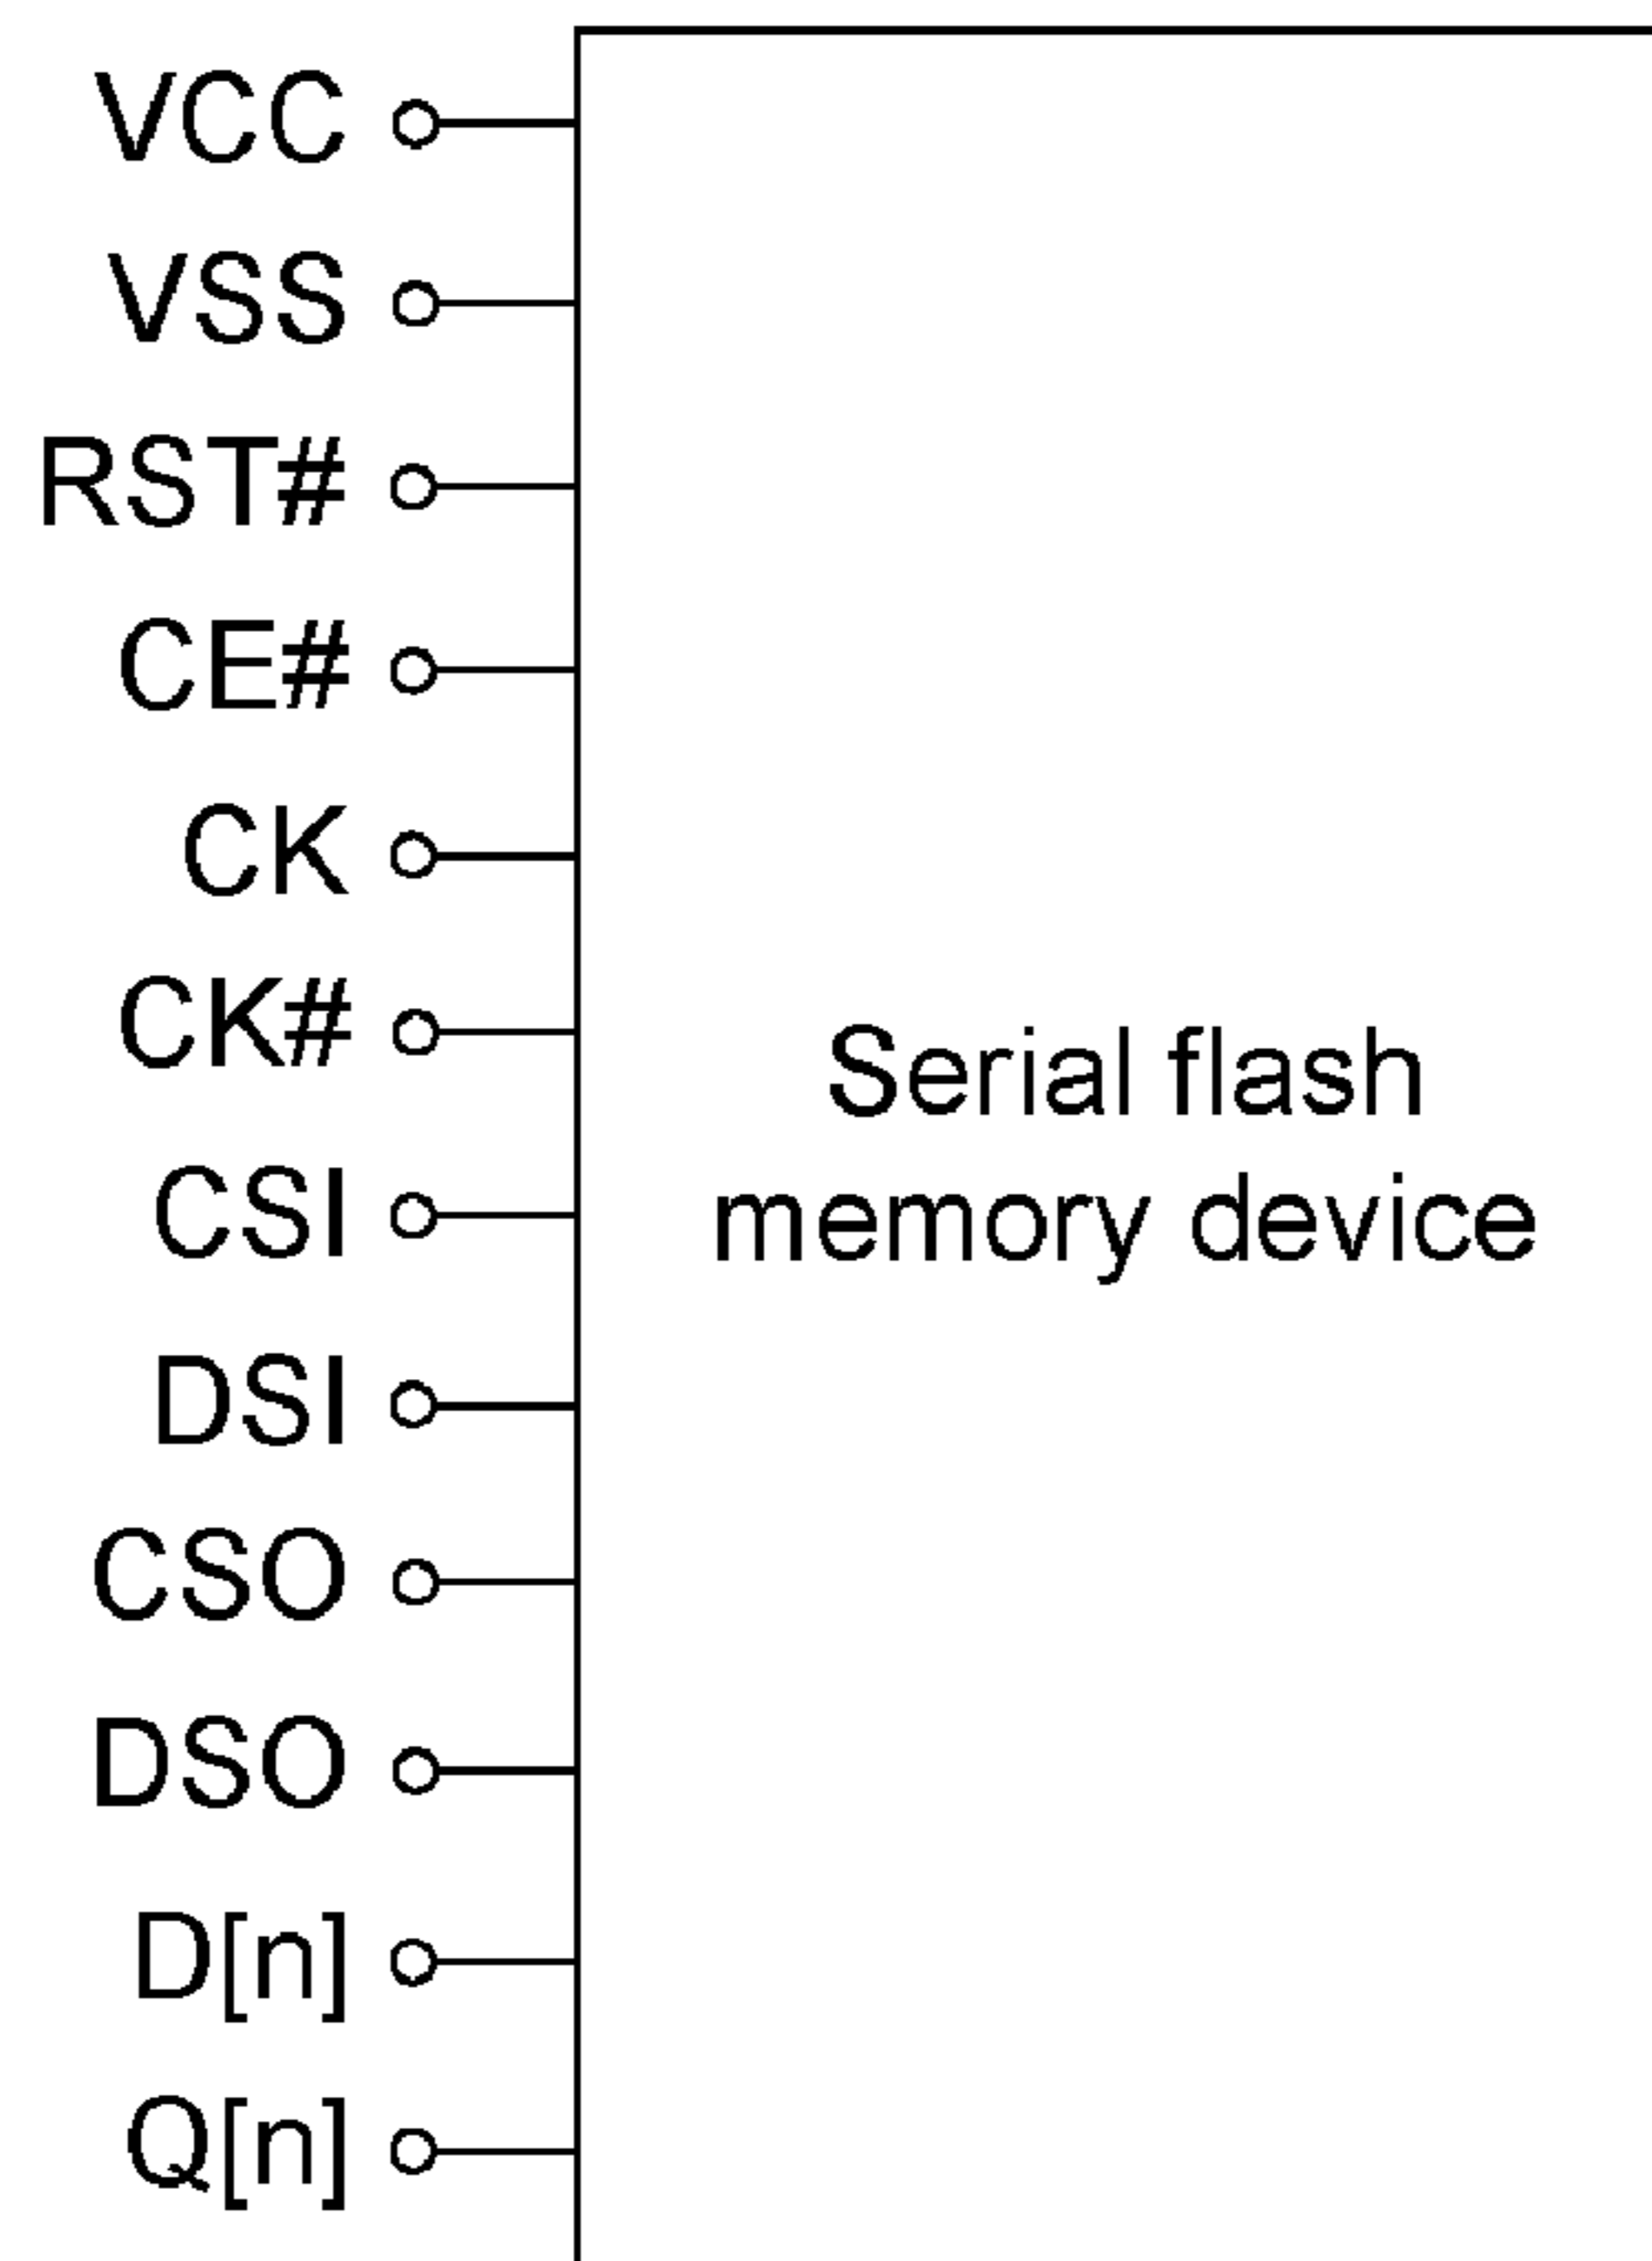 VCC
VSS
RST#
CE#
CK
CK#
CSI
DSI
CSO
DSO
D[n]
Q[n]
Serial flash
memory device